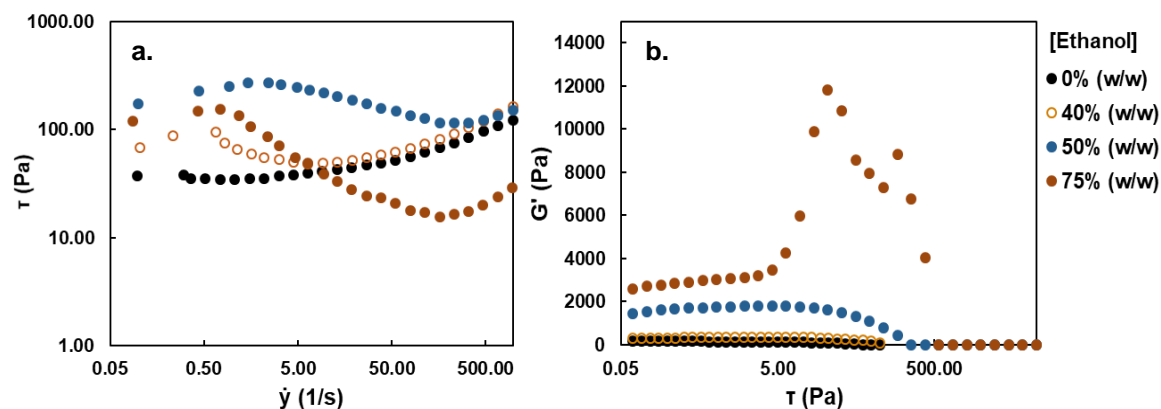 a.
1000.00
100.00
10.00
1.00
τ (Pa)
0.05 0.50 5.00 50.00 500.00
ẏ (1/s)
b.
14000
12000
10000
8000
6000
4000
2000
0
G' (Pa)
0.05 5.00 500.00
τ (Pa)
[Ethanol]
0% (w/w)
40% (w/w)
50% (w/w)
75% (w/w)